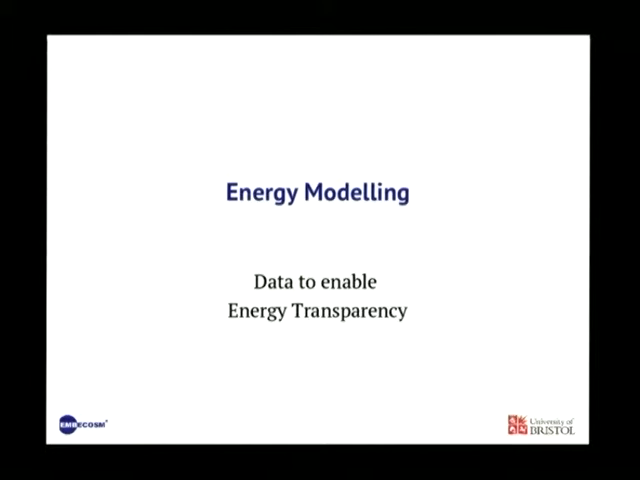 Energy Modelling
Data to enable
Energy Transparency
EMBECOSM®
University of
BRISTOL